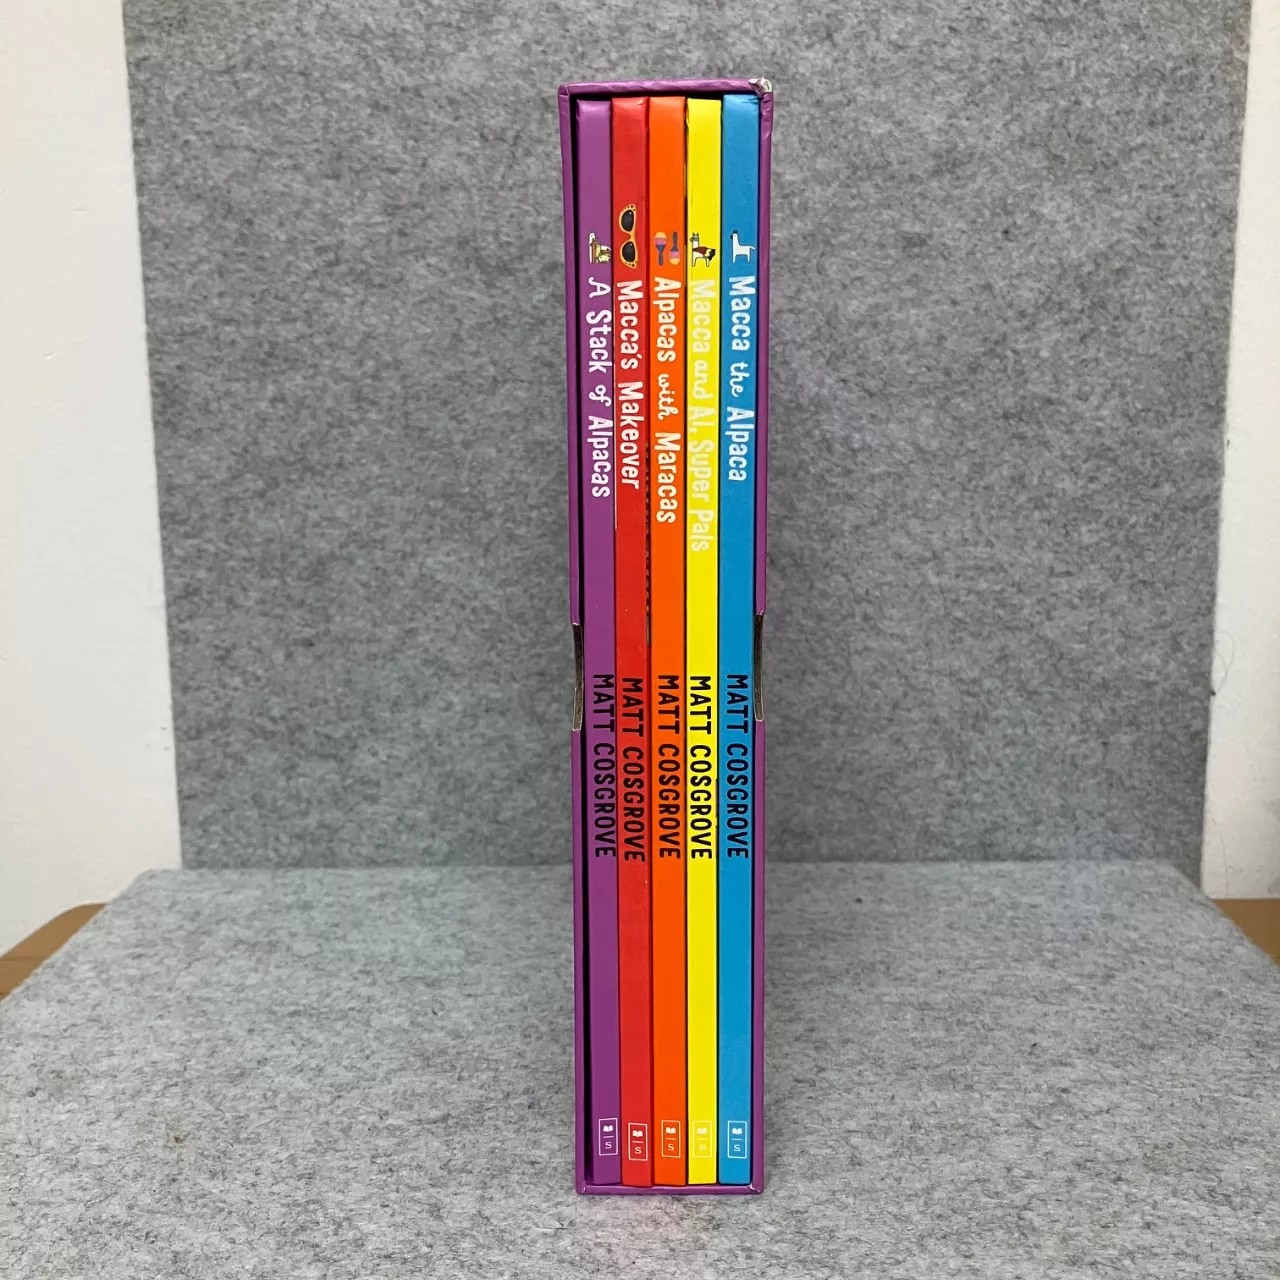 A Stack of Alpacas
MATT COSGROVE
S
Macca's Makeover
MATT COSGROVE
S
Alpacas with Maracas
MATT COSGROVE
S
Macca and Al, Super Pals
MATT COSGROVE
S
Macca the Alpaca
MATT COSGROVE
S